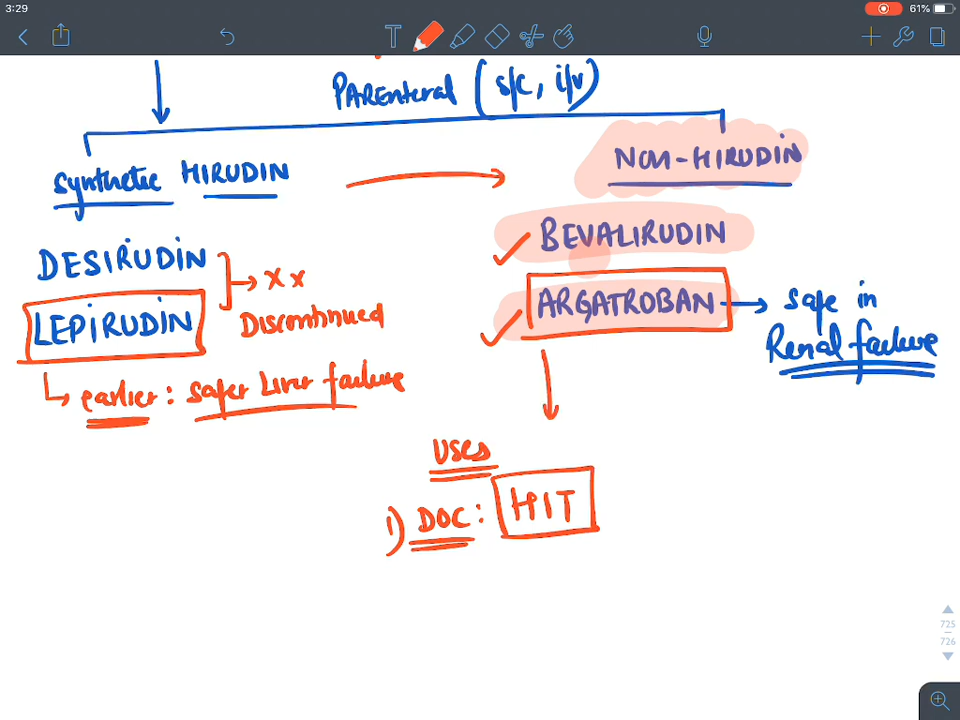 3:29
61%
T
PARENTERAL (S/C, i/v)
Synthetic HIRUDIN
NON-HIRUDIN
DESIRUDIN
LEPIRUDIN
x x
Discontinued
earlier: safer Liver failure
BEVALIRUDIN
ARGATROBAN
Safe in
Renal failure
USES
1) DOC: HIT
725
726